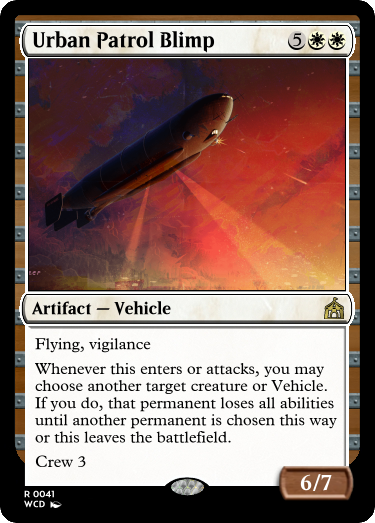 Urban Patrol Blimp 5
Artifact — Vehicle
Flying, vigilance
Whenever this enters or attacks, you may
choose another target creature or Vehicle.
If you do, that permanent loses all abilities
until another permanent is chosen this way
or this leaves the battlefield.
Crew 3
6/7
R 0041
WCD